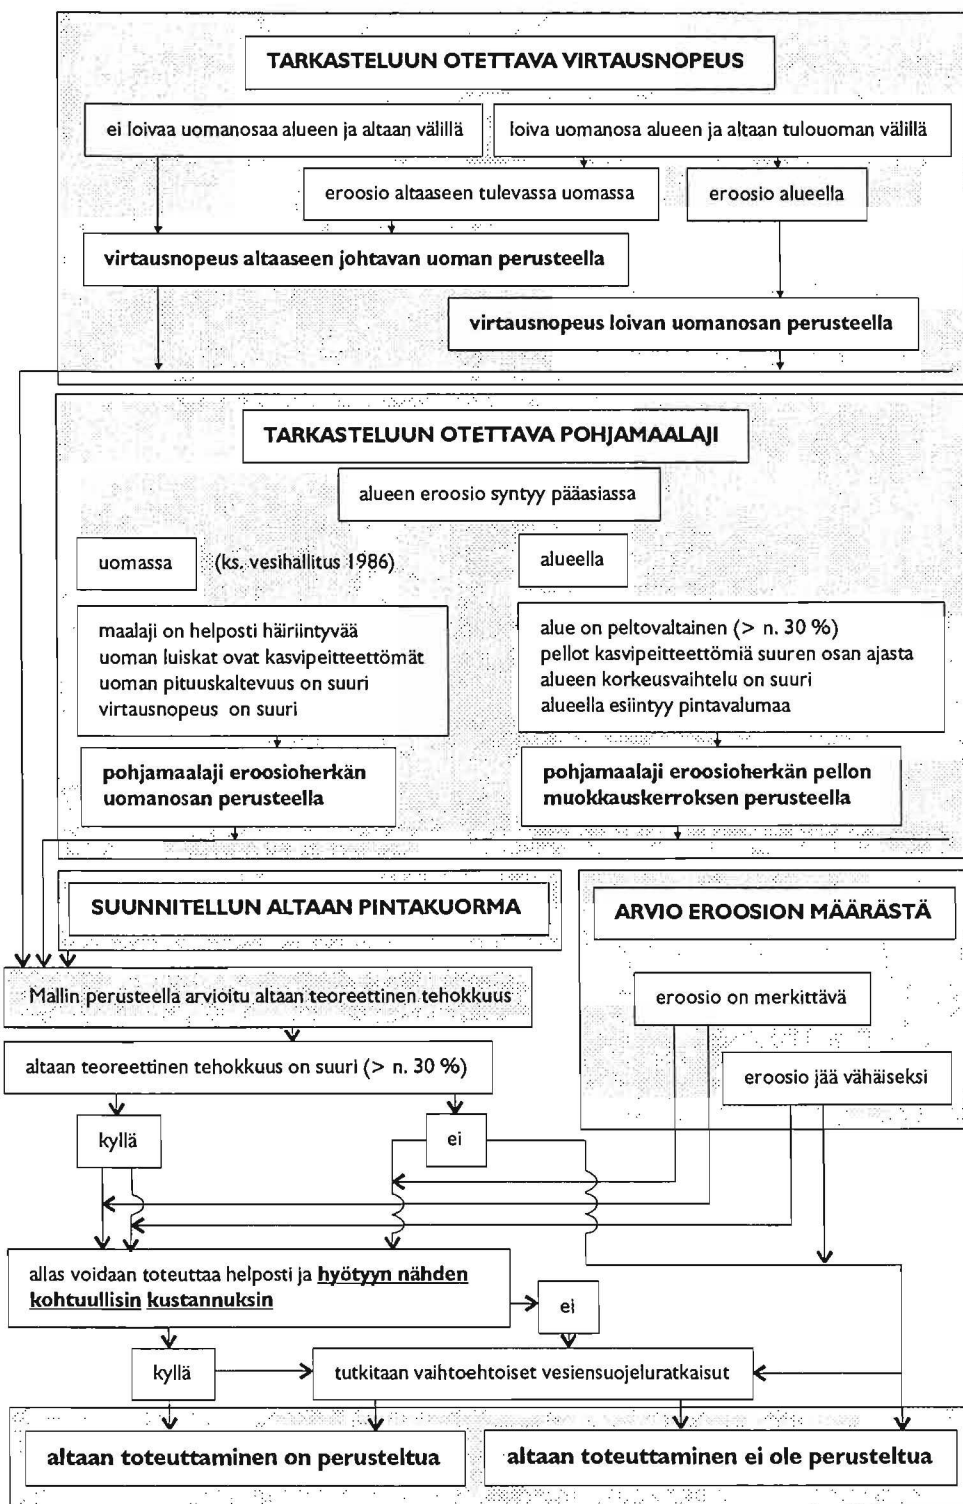 TARKASTELUUN OTETTAVA VIRTAUSNOPEUS
ei loivaa uomanosaa alueen ja altaan välillä
loiva uomanosa alueen ja altaan tulouoman välillä
eroosio altaaseen tulevassa uomassa
eroosio alueella
virtausnopeus altaaseen johtavan uoman perusteella
virtausnopeus loivan uomanosan perusteella
TARKASTELUUN OTETTAVA POHJAMAALAJI
alueen eroosio syntyy pääasiassa
uomassa
(ks. vesihallitus 1986)
alueella
maalaji on helposti häiriintyvää
uoman luiskat ovat kasvipeitteettömät
uoman pituuskaltevuus on suuri
virtausnopeus on suuri
alue on peltovaltainen (> n. 30 %)
pellot kasvipeitteettömiä suuren osan ajasta
alueen korkeusvaihtelu on suuri
alueella esiintyy pintavalumaa
pohjamaalaji eroosioherkän
uomanosan perusteella
pohjamaalaji eroosioherkän pellon
muokkauskerroksen perusteella
SUUNNITELLUN ALTAAN PINTAKUORMA
ARVIO EROOSION MÄÄRÄSTÄ
Mallin perusteella arvioitu altaan teoreettinen tehokkuus
eroosio on merkittävä
altaan teoreettinen tehokkuus on suuri (> n. 30 %)
eroosio jää vähäiseksi
kyllä
ei
allas voidaan toteuttaa helposti ja hyötyyn nähden
kohtuullisin kustannuksin
ei
kyllä
tutkitaan vaihtoehtoiset vesiensuojeluratkaisut
altaan toteuttaminen on perusteltua
altaan toteuttaminen ei ole perusteltua